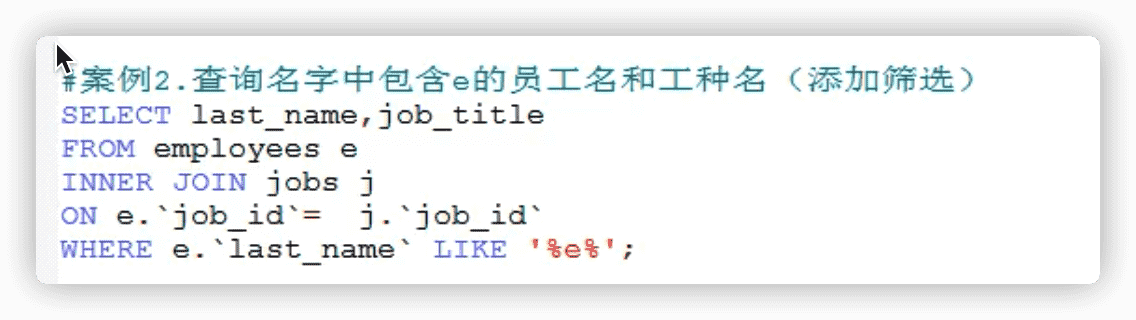 #案例2.查询名字中包含e的员工名和工种名（添加筛选）
SELECT last_name,job_title
FROM employees e
INNER JOIN jobs j
ON e.`job_id`=  j.`job_id`
WHERE e.`last_name` LIKE '%e%';